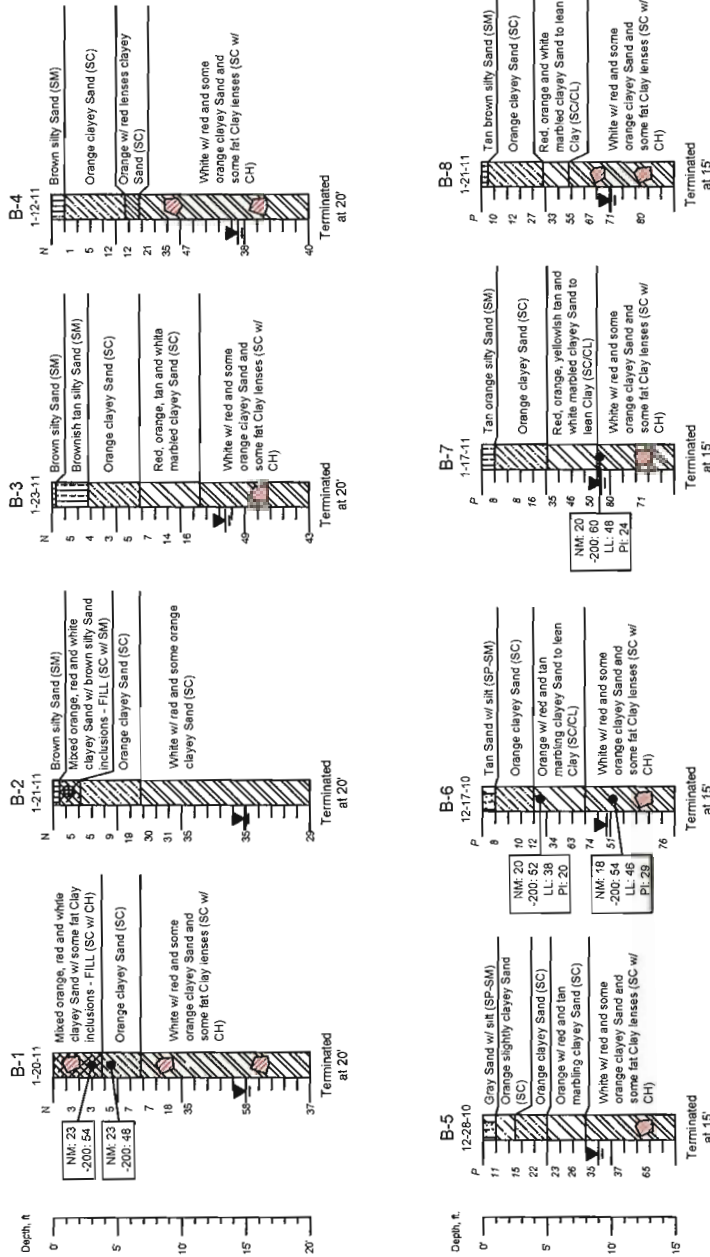 Depth, ft.
0'
5'
10'
15'
20'
B-1
1-20-11
N
3
3
5
7
7
18
35
58
37
NM: 23
-200: 54
NM: 23
-200: 48
Mixed orange, red and white
clayey Sand w/ some fat Clay
inclusions - FILL (SC w/ CH)
Orange clayey Sand (SC)
White w/ red and some
orange clayey Sand and
some fat Clay lenses (SC w/
CH)
Terminated
at 20'
B-2
1-21-11
N
5
5
9
19
30
31
35
35
29
Brown silty Sand (SM)
Mixed orange, red and white
clayey Sand w/ brown silty Sand
inclusions - FILL (SC w/ SM)
Orange clayey Sand (SC)
White w/ red and some orange
clayey Sand (SC)
Terminated
at 20'
B-3
1-23-11
N
5
4
3
5
7
14
16
49
43
Brown silty Sand (SM)
Brownish tan silty Sand (SM)
Orange clayey Sand (SC)
Red, orange, tan and white
marbled clayey Sand (SC)
White w/ red and some
orange clayey Sand and
some fat Clay lenses (SC w/
CH)
Terminated
at 20'
B-4
1-12-11
N
1
5
12
12
21
35
47
38
40
Brown silty Sand (SM)
Orange clayey Sand (SC)
Orange w/ red lenses clayey
Sand (SC)
White w/ red and some
orange clayey Sand and
some fat Clay lenses (SC w/
CH)
Terminated
at 20'
Depth, ft.
0'
5'
10'
15'
B-5
12-28-10
P
11
15
22
23
26
35
37
65
Gray Sand w/ silt (SP-SM)
Orange slightly clayey Sand
(SC)
Orange clayey Sand (SC)
Orange w/ red and tan
marbling clayey Sand (SC)
White w/ red and some
orange clayey Sand and
some fat Clay lenses (SC w/
CH)
Terminated
at 15'
B-6
12-17-10
P
8
10
12
34
63
74
51
76
NM: 20
-200: 52
LL: 38
PI: 20
NM: 18
-200: 54
LL: 46
PI: 29
Tan Sand w/ silt (SP-SM)
Orange clayey Sand (SC)
Orange w/ red and tan
marbling clayey Sand to lean
Clay (SC/CL)
White w/ red and some
orange clayey Sand and
some fat Clay lenses (SC w/
CH)
Terminated
at 15'
B-7
1-17-11
P
8
8
16
35
46
50
80
71
NM: 20
-200: 60
LL: 48
PI: 24
Tan orange silty Sand (SM)
Orange clayey Sand (SC)
Red, orange, yellowish tan and
white marbled clayey Sand to
lean Clay (SC/CL)
White w/ red and some
orange clayey Sand and
some fat Clay lenses (SC w/
CH)
Terminated
at 15'
B-8
1-21-11
P
10
12
27
33
55
67
71
80
Tan brown silty Sand (SM)
Orange clayey Sand (SC)
Red, orange and white
marbled clayey Sand to lean
Clay (SC/CL)
White w/ red and some
orange clayey Sand and
some fat Clay lenses (SC w/
CH)
Terminated
at 15'